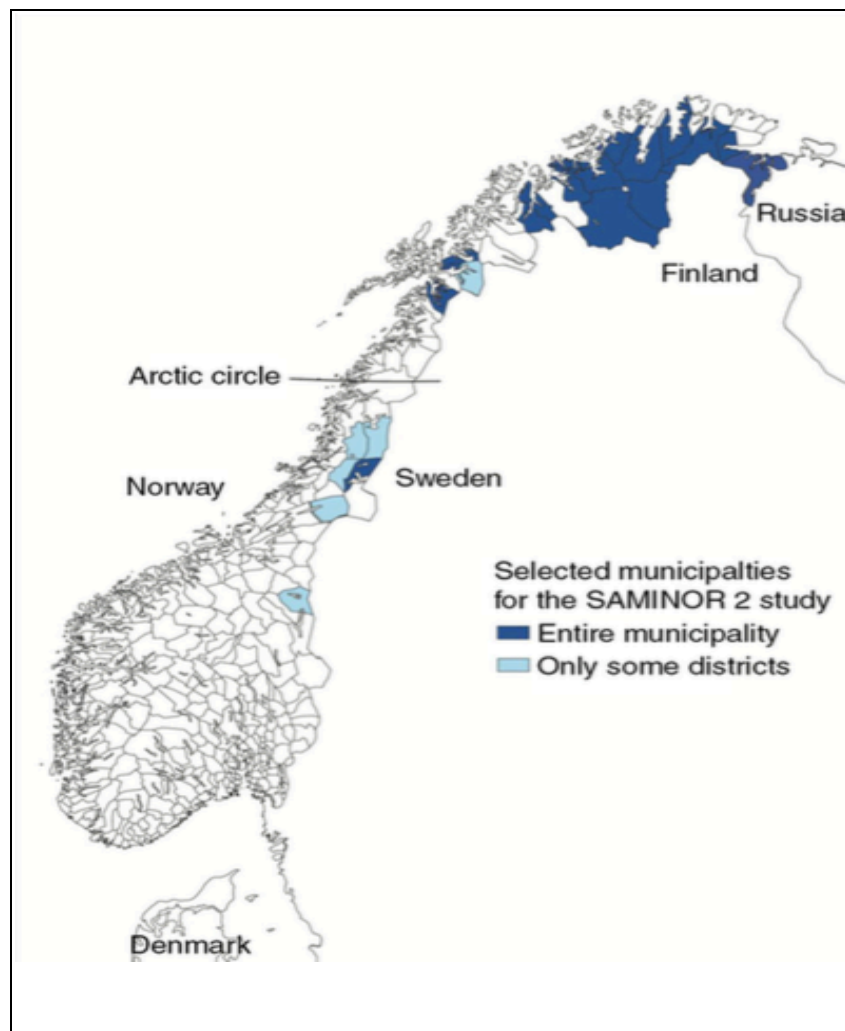 Russia
Finland
Arctic circle
Norway
Sweden
Selected municipalties
for the SAMINOR 2 study
Entire municipality
Only some districts
Denmark